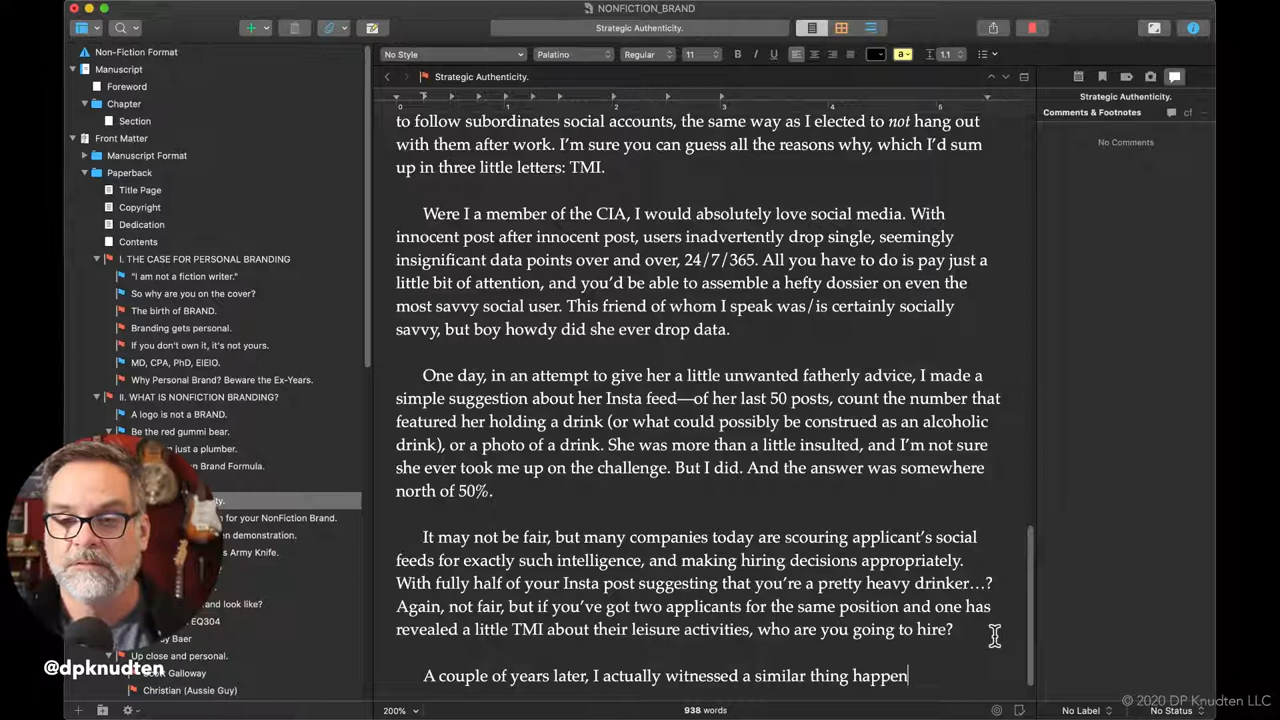 NONFICTION_BRAND
Strategic Authenticity.
No Style
Palatino
Regular
11
B I U
a
1.1
Strategic Authenticity.
0 1 2 3 4 5
Non-Fiction Format
Manuscript
Foreword
Chapter
Section
Front Matter
Manuscript Format
Paperback
Title Page
Copyright
Dedication
Contents
I. THE CASE FOR PERSONAL BRANDING
"I am not a fiction writer."
So why are you on the cover?
The birth of BRAND.
Branding gets personal.
If you don't own it, it's not yours.
MD, CPA, PhD, EIEIO.
Why Personal Brand? Beware the Ex-Years.
II. WHAT IS NONFICTION BRANDING?
A logo is not a BRAND.
Be the red gummi bear.
just a plumber.
Brand Formula.
for your NonFiction Brand.
demonstration.
Army Knife.
and look like?
EQ304
y Baer
Up close and personal.
Scott Galloway
Christian (Aussie Guy)
to follow subordinates social accounts, the same way as I elected to not hang out
with them after work. I'm sure you can guess all the reasons why, which I'd sum
up in three little letters: TMI.
Were I a member of the CIA, I would absolutely love social media. With
innocent post after innocent post, users inadvertently drop single, seemingly
insignificant data points over and over, 24/7/365. All you have to do is pay just a
little bit of attention, and you'd be able to assemble a hefty dossier on even the
most savvy social user. This friend of whom I speak was/is certainly socially
savvy, but boy howdy did she ever drop data.
One day, in an attempt to give her a little unwanted fatherly advice, I made a
simple suggestion about her Insta feed—of her last 50 posts, count the number that
featured her holding a drink (or what could possibly be construed as an alcoholic
drink), or a photo of a drink. She was more than a little insulted, and I'm not sure
she ever took me up on the challenge. But I did. And the answer was somewhere
north of 50%.
It may not be fair, but many companies today are scouring applicant's social
feeds for exactly such intelligence, and making hiring decisions appropriately.
With fully half of your Insta post suggesting that you're a pretty heavy drinker…?
Again, not fair, but if you've got two applicants for the same position and one has
revealed a little TMI about their leisure activities, who are you going to hire?
A couple of years later, I actually witnessed a similar thing happen
Strategic Authenticity.
Comments & Footnotes
cf
No Comments
200%
938 words
No Label
No Status
@dpknudten
© 2020 DP Knudten LLC